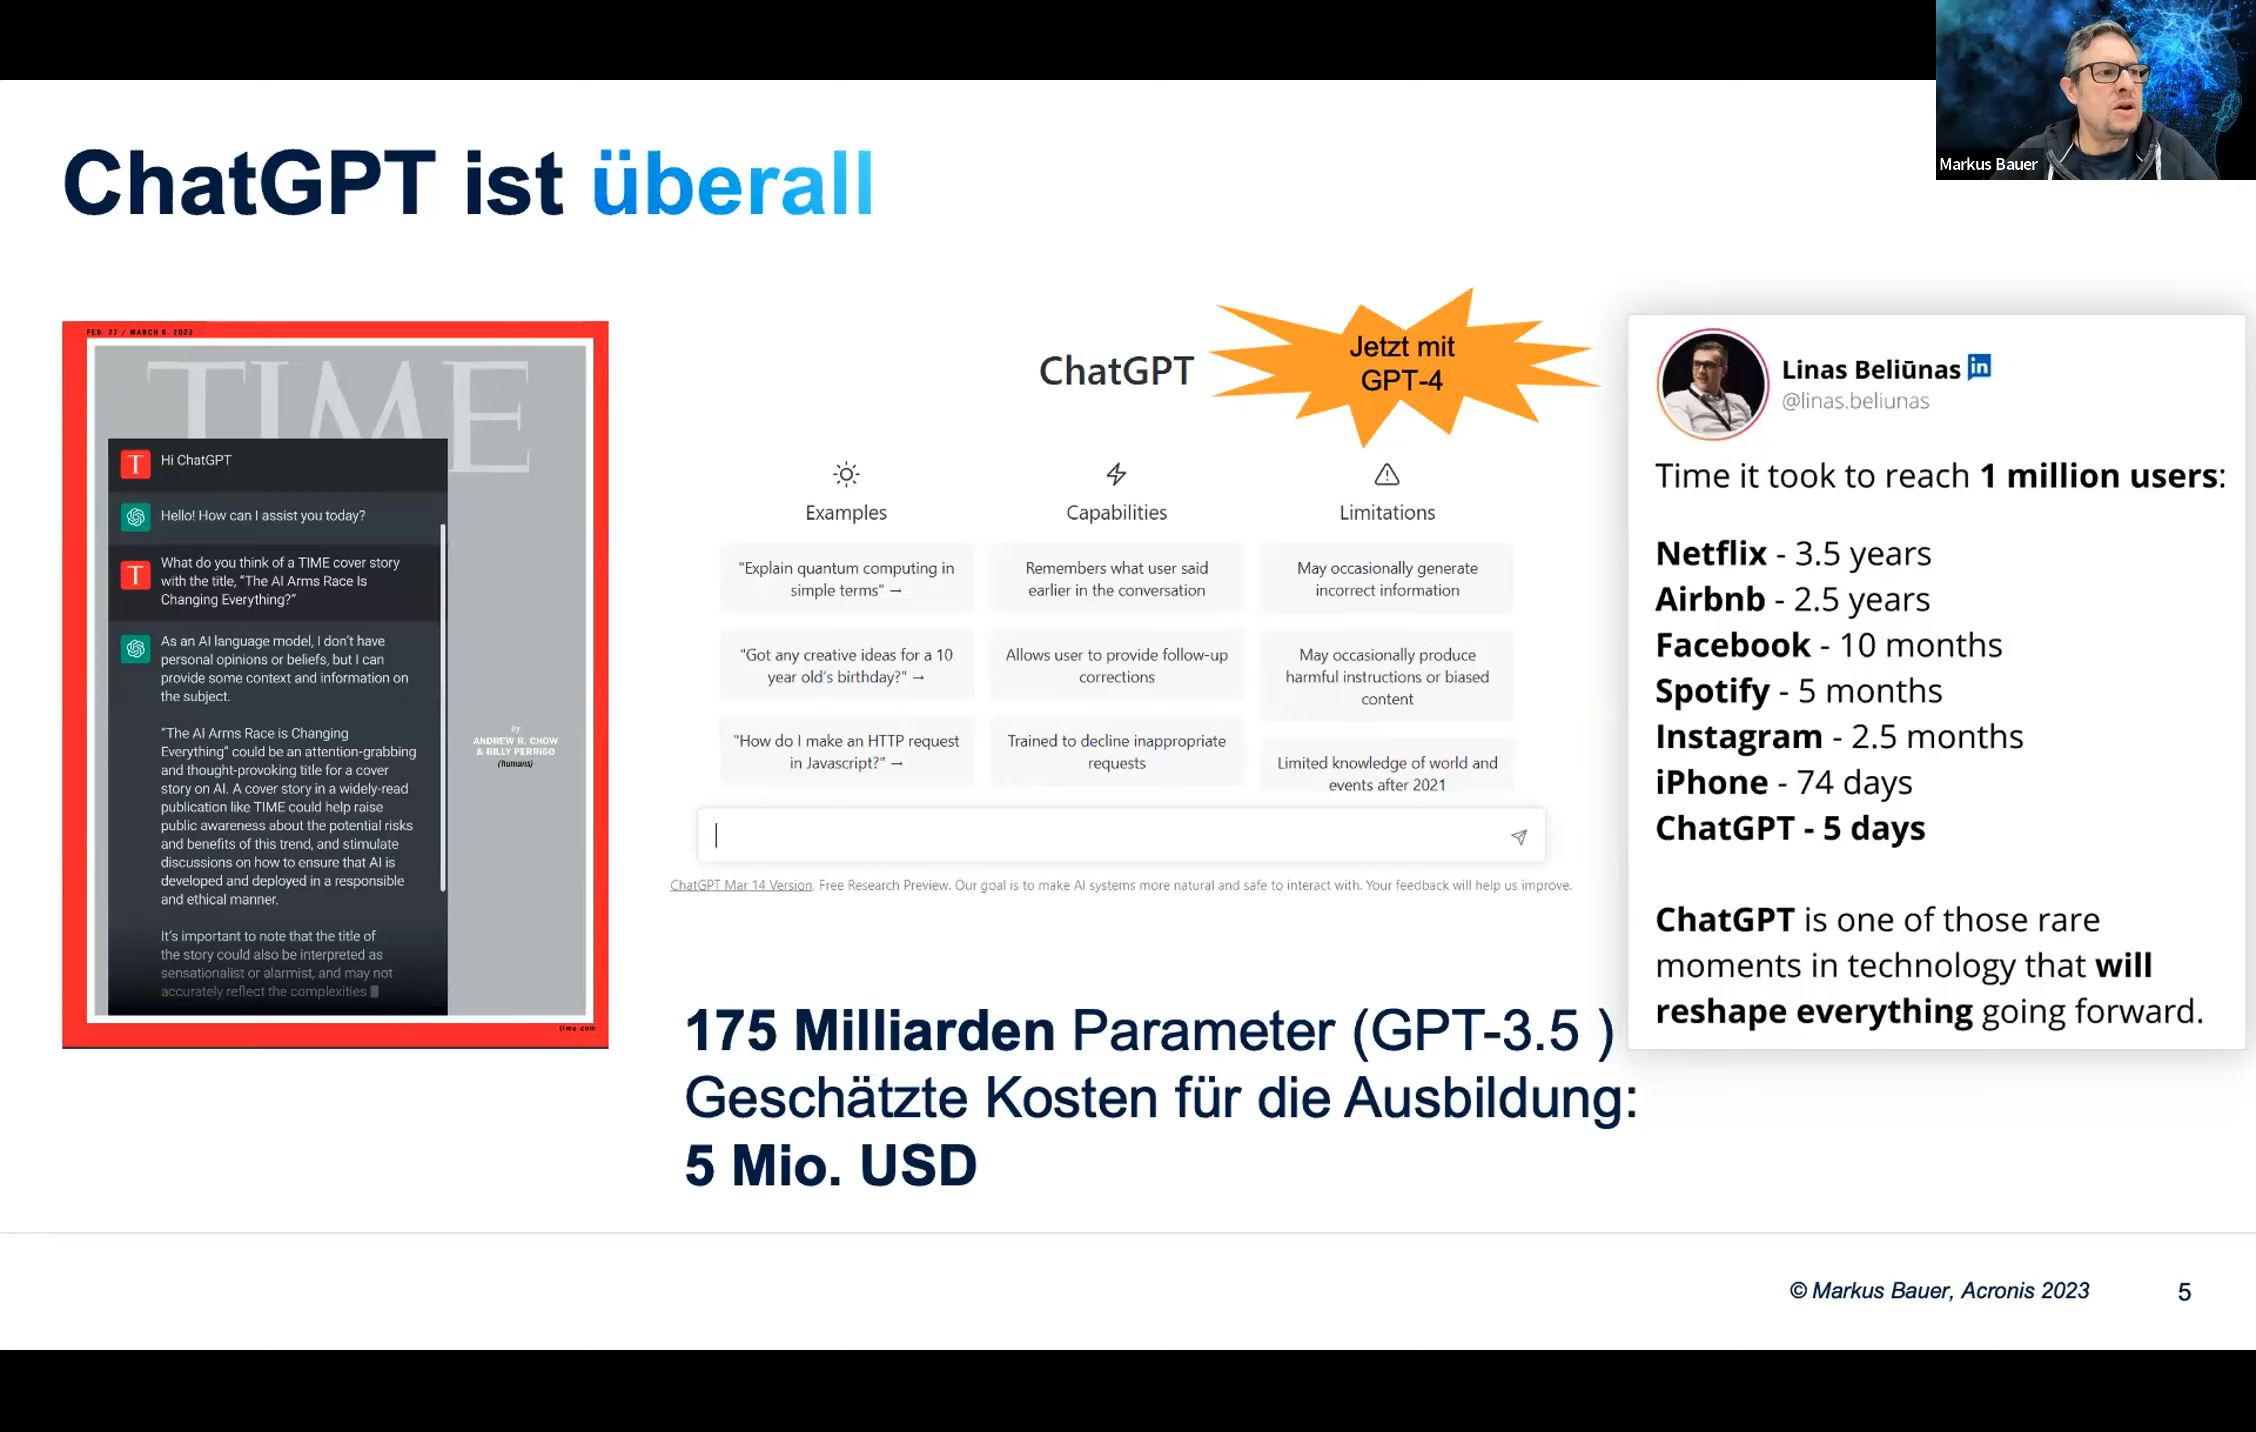 Markus Bauer
ChatGPT ist überall
FEB. 27 / MARCH 6, 2023
TIME
Hi ChatGPT
Hello! How can I assist you today?
What do you think of a TIME cover story
with the title, “The AI Arms Race Is
Changing Everything?”
As an AI language model, I don't have
personal opinions or beliefs, but I can
provide some context and information on
the subject.
“The AI Arms Race is Changing
Everything” could be an attention-grabbing
and thought-provoking title for a cover
story on AI. A cover story in a widely-read
publication like TIME could help raise
public awareness about the potential risks
and benefits of this trend, and stimulate
discussions on how to ensure that AI is
developed and deployed in a responsible
and ethical manner.
It's important to note that the title of
the story could also be interpreted as
sensationalist or alarmist, and may not
accurately reflect the complexities
by
ANDREW R. CHOW
& BILLY PERRIGO
(humans)
time.com
ChatGPT
Jetzt mit
GPT-4
Examples
"Explain quantum computing in
simple terms" →
"Got any creative ideas for a 10
year old's birthday?" →
"How do I make an HTTP request
in Javascript?" →
Capabilities
Remembers what user said
earlier in the conversation
Allows user to provide follow-up
corrections
Trained to decline inappropriate
requests
Limitations
May occasionally generate
incorrect information
May occasionally produce
harmful instructions or biased
content
Limited knowledge of world and
events after 2021
ChatGPT Mar 14 Version. Free Research Preview. Our goal is to make AI systems more natural and safe to interact with. Your feedback will help us improve.
175 Milliarden Parameter (GPT-3.5 )
Geschätzte Kosten für die Ausbildung:
5 Mio. USD
Linas Beliūnas in
@linas.beliunas
Time it took to reach 1 million users:
Netflix - 3.5 years
Airbnb - 2.5 years
Facebook - 10 months
Spotify - 5 months
Instagram - 2.5 months
iPhone - 74 days
ChatGPT - 5 days
ChatGPT is one of those rare
moments in technology that will
reshape everything going forward.
© Markus Bauer, Acronis 2023
5